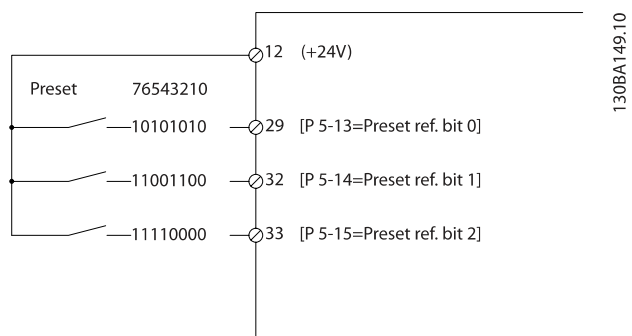 12 (+24V)
Preset 76543210
10101010 29 [P 5-13=Preset ref. bit 0]
11001100 32 [P 5-14=Preset ref. bit 1]
11110000 33 [P 5-15=Preset ref. bit 2]
130BA149.10